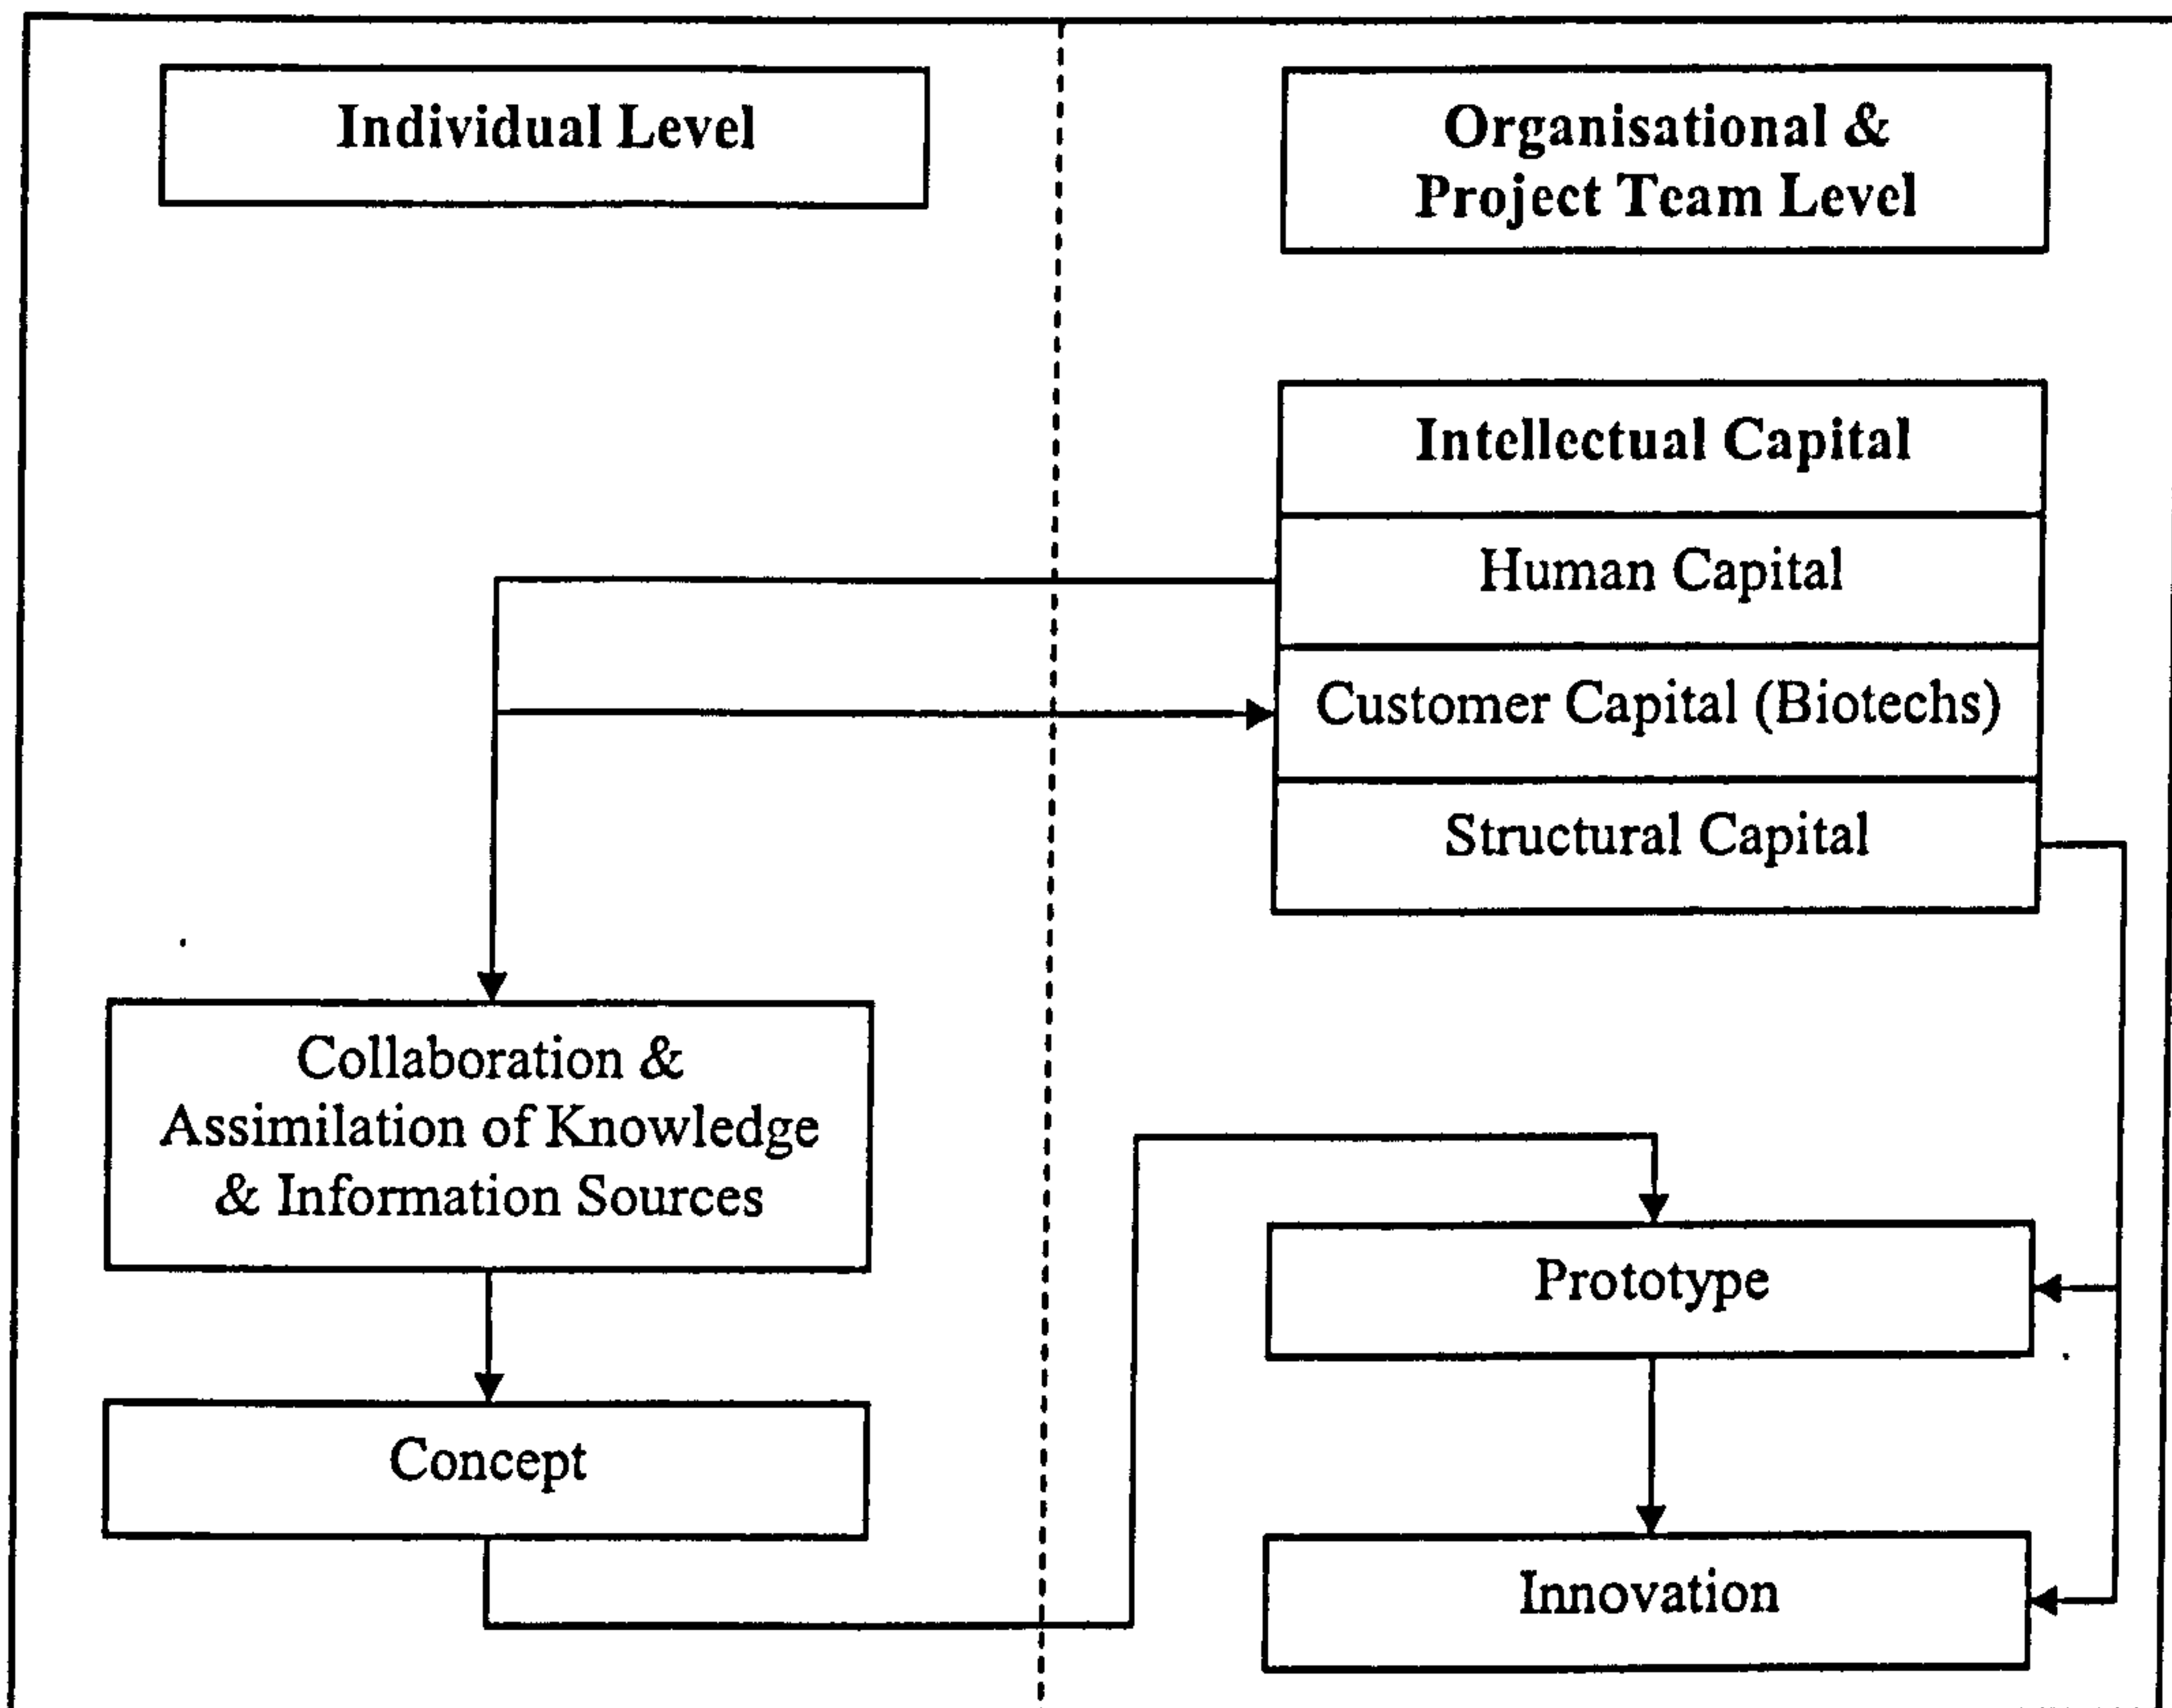 Individual Level
Organisational &
Project Team Level
Intellectual Capital
Human Capital
Customer Capital (Biotechs)
Structural Capital
Collaboration &
Assimilation of Knowledge
& Information Sources
Concept
Prototype
Innovation